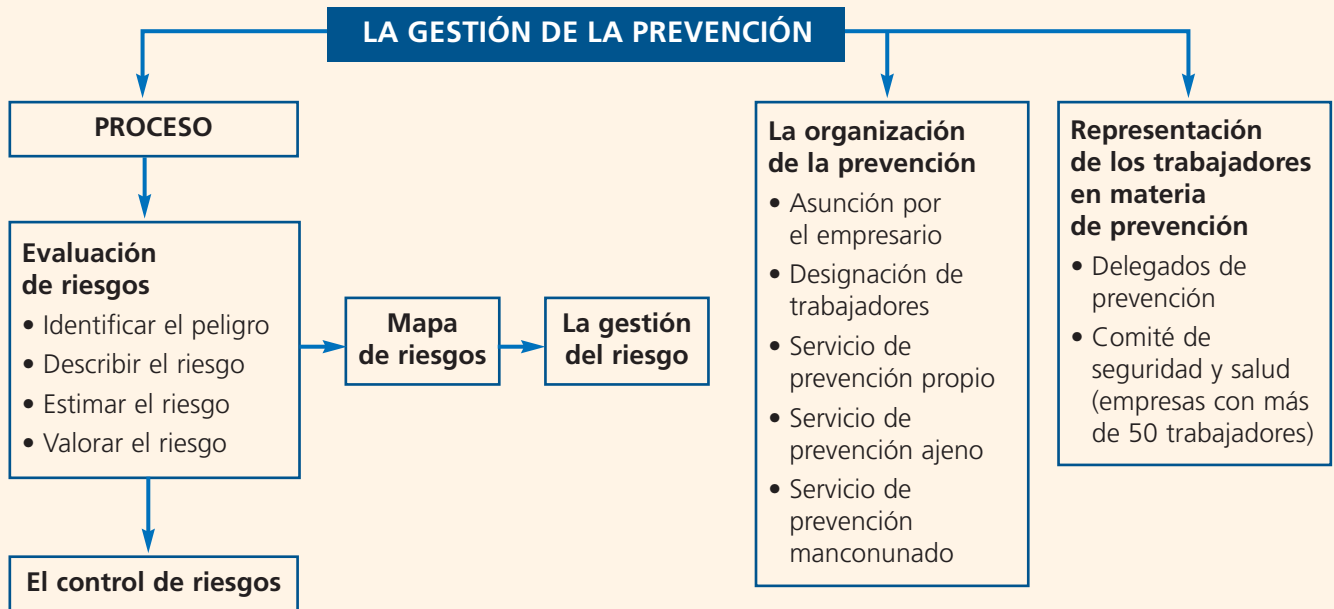 LA GESTIÓN DE LA PREVENCIÓN
PROCESO
Evaluación
de riesgos
• Identificar el peligro
• Describir el riesgo
• Estimar el riesgo
• Valorar el riesgo
El control de riesgos
Mapa
de riesgos
La gestión
del riesgo
La organización
de la prevención
• Asunción por
el empresario
• Designación de
trabajadores
• Servicio de
prevención propio
• Servicio de
prevención ajeno
• Servicio de
prevención
manconunado
Representación
de los trabajadores
en materia
de prevención
• Delegados de
prevención
• Comité de
seguridad y salud
(empresas con más
de 50 trabajadores)